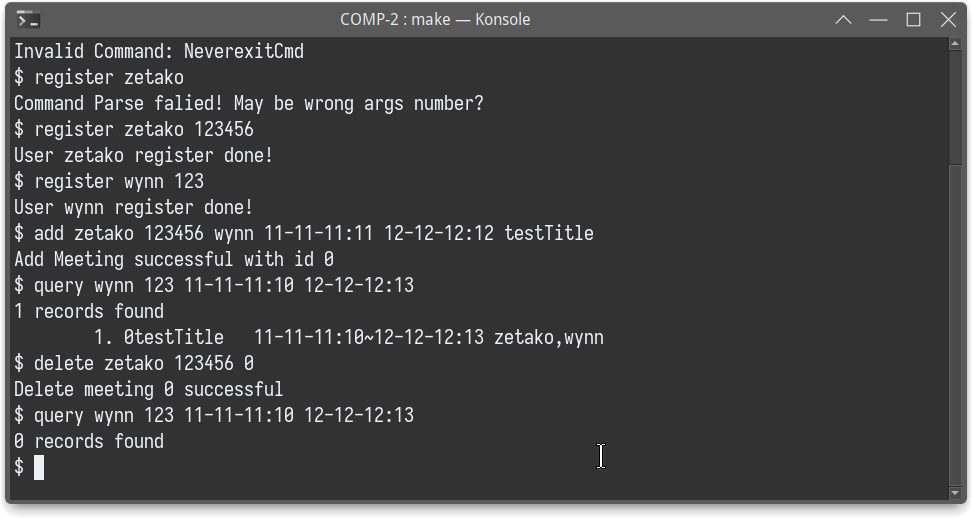 COMP-2 : make — Konsole
Invalid Command: NeverexitCmd
$ register zetako
Command Parse falied! May be wrong args number?
$ register zetako 123456
User zetako register done!
$ register wynn 123
User wynn register done!
$ add zetako 123456 wynn 11-11-11:11 12-12-12:12 testTitle
Add Meeting successful with id 0
$ query wynn 123 11-11-11:10 12-12-12:13
1 records found
1. 0testTitle 11-11-11:10~12-12-12:13 zetako,wynn
$ delete zetako 123456 0
Delete meeting 0 successful
$ query wynn 123 11-11-11:10 12-12-12:13
0 records found
$